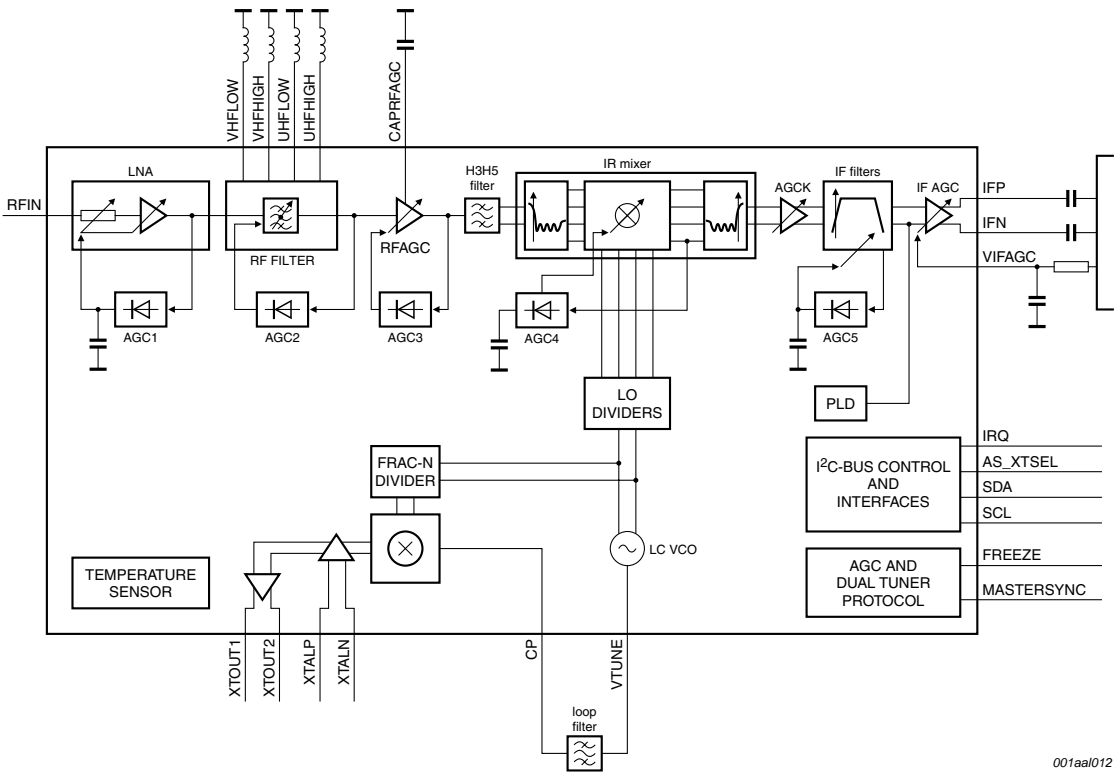 VHFLOW
VHFHIGH
UHFLOW
UHFHIGH
CAPRFAGC
LNA
H3H5
filter
IR mixer
IF filters
RFIN
AGCK
IF AGC
IFP
IFN
RF FILTER
RFAGC
VIFAGC
AGC1
AGC2
AGC3
AGC4
AGC5
LO
DIVIDERS
PLD
FRAC-N
DIVIDER
I²C-BUS CONTROL
AND
INTERFACES
IRQ
AS_XTSEL
SDA
SCL
LC VCO
TEMPERATURE
SENSOR
AGC AND
DUAL TUNER
PROTOCOL
FREEZE
MASTERSYNC
XTOUT1
XTOUT2
XTALP
XTALN
CP
VTUNE
loop
filter
001aal012